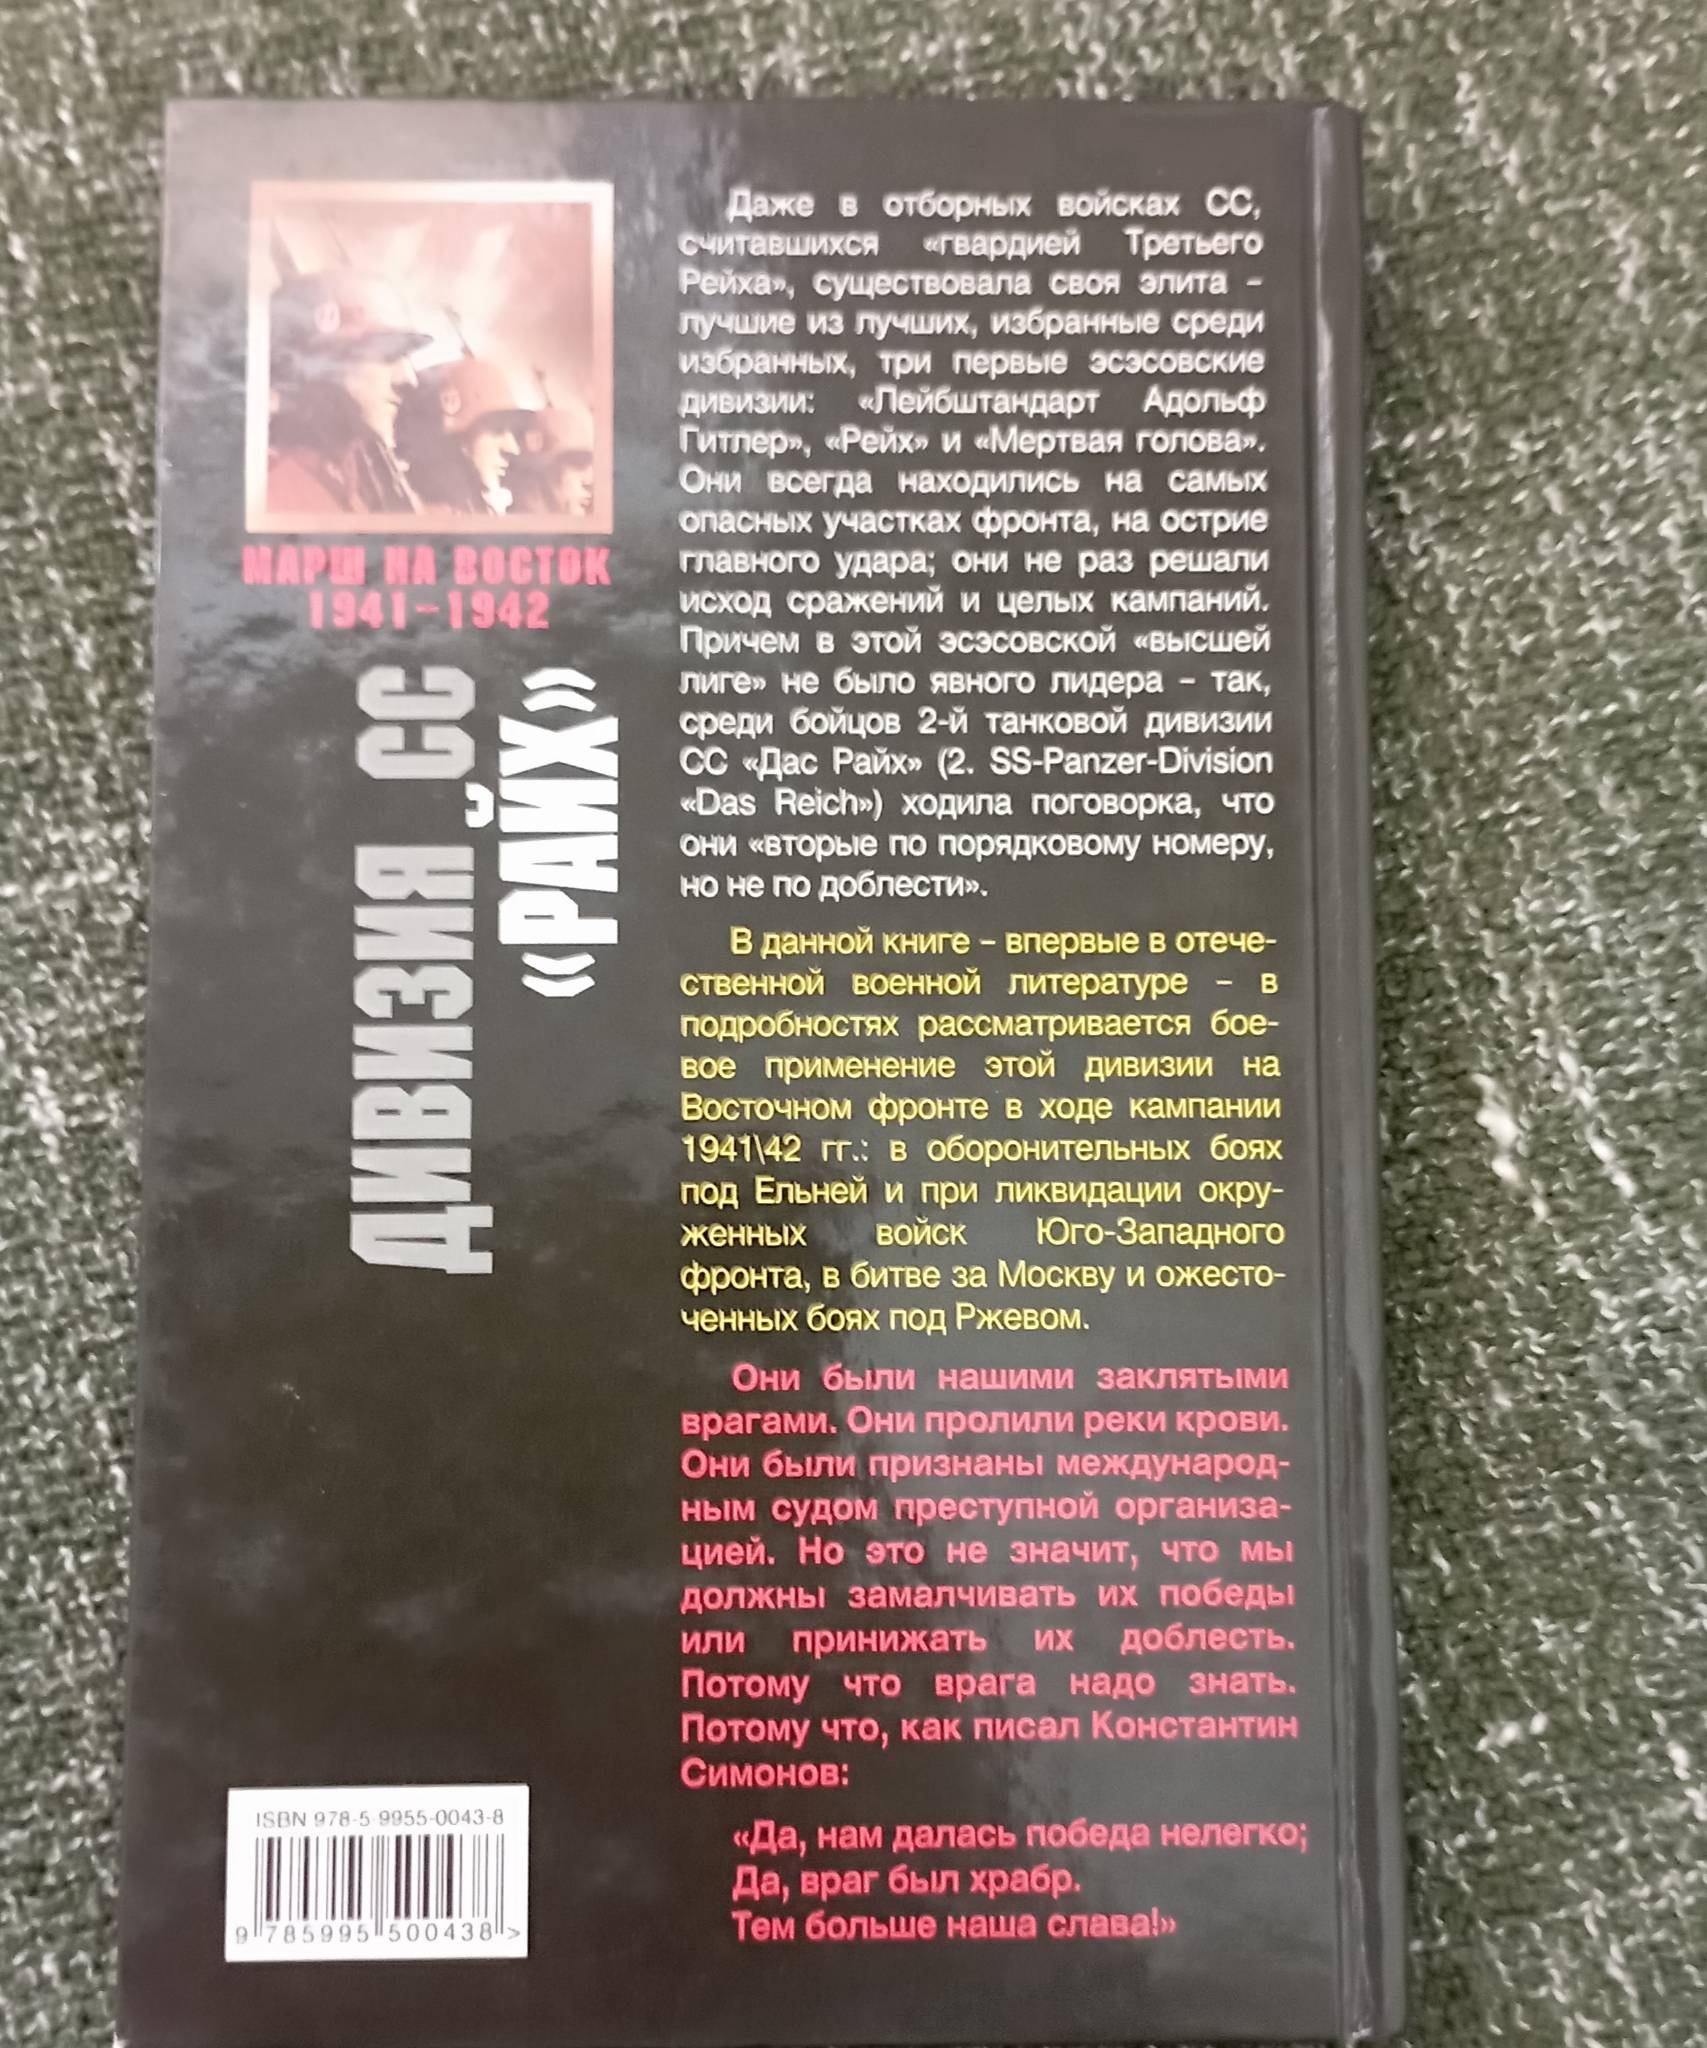 МАРШ НА ВОСТОК
1941–1942
ДИВИЗИЯ СС
«РАЙХ»
Даже в отборных войсках СС,
считавшихся «гвардией Третьего
Рейха», существовала своя элита –
лучшие из лучших, избранные среди
избранных, три первые эсэсовские
дивизии: «Лейбштандарт Адольф
Гитлер», «Рейх» и «Мертвая голова».
Они всегда находились на самых
опасных участках фронта, на острие
главного удара; они не раз решали
исход сражений и целых кампаний.
Причем в этой эсэсовской «высшей
лиге» не было явного лидера – так,
среди бойцов 2-й танковой дивизии
СС «Дас Райх» (2. SS-Panzer-Division
«Das Reich») ходила поговорка, что
они «вторые по порядковому номеру,
но не по доблести».
В данной книге – впервые в отече-
ственной военной литературе – в
подробностях рассматривается бое-
вое применение этой дивизии на
Восточном фронте в ходе кампании
1941\42 гг.: в оборонительных боях
под Ельней и при ликвидации окру-
женных войск Юго-Западного
фронта, в битве за Москву и ожесто-
ченных боях под Ржевом.
Они были нашими заклятыми
врагами. Они пролили реки крови.
Они были признаны международ-
ным судом преступной организа-
цией. Но это не значит, что мы
должны замалчивать их победы
или принижать их доблесть.
Потому что врага надо знать.
Потому что, как писал Константин
Симонов:
«Да, нам далась победа нелегко;
Да, враг был храбр.
Тем больше наша слава!»
ISBN 978-5-9955-0043-8
9 785995 500438 >